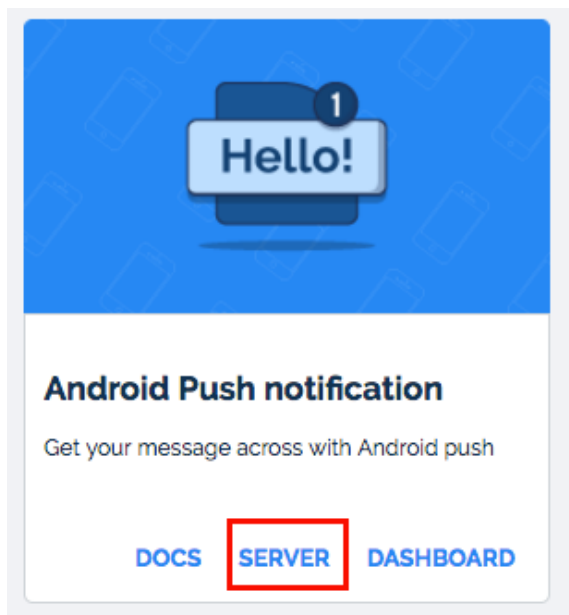 1
Hello!
Android Push notification
Get your message across with Android push
DOCS SERVER DASHBOARD